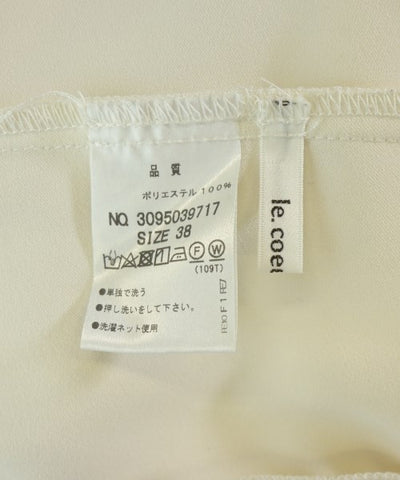 品質
ポリエステル100%
NO. 3095039717
SIZE 38
F W
(109T)
●単独で洗う
●押し洗いをして下さい。
●洗濯ネット使用
le. coe